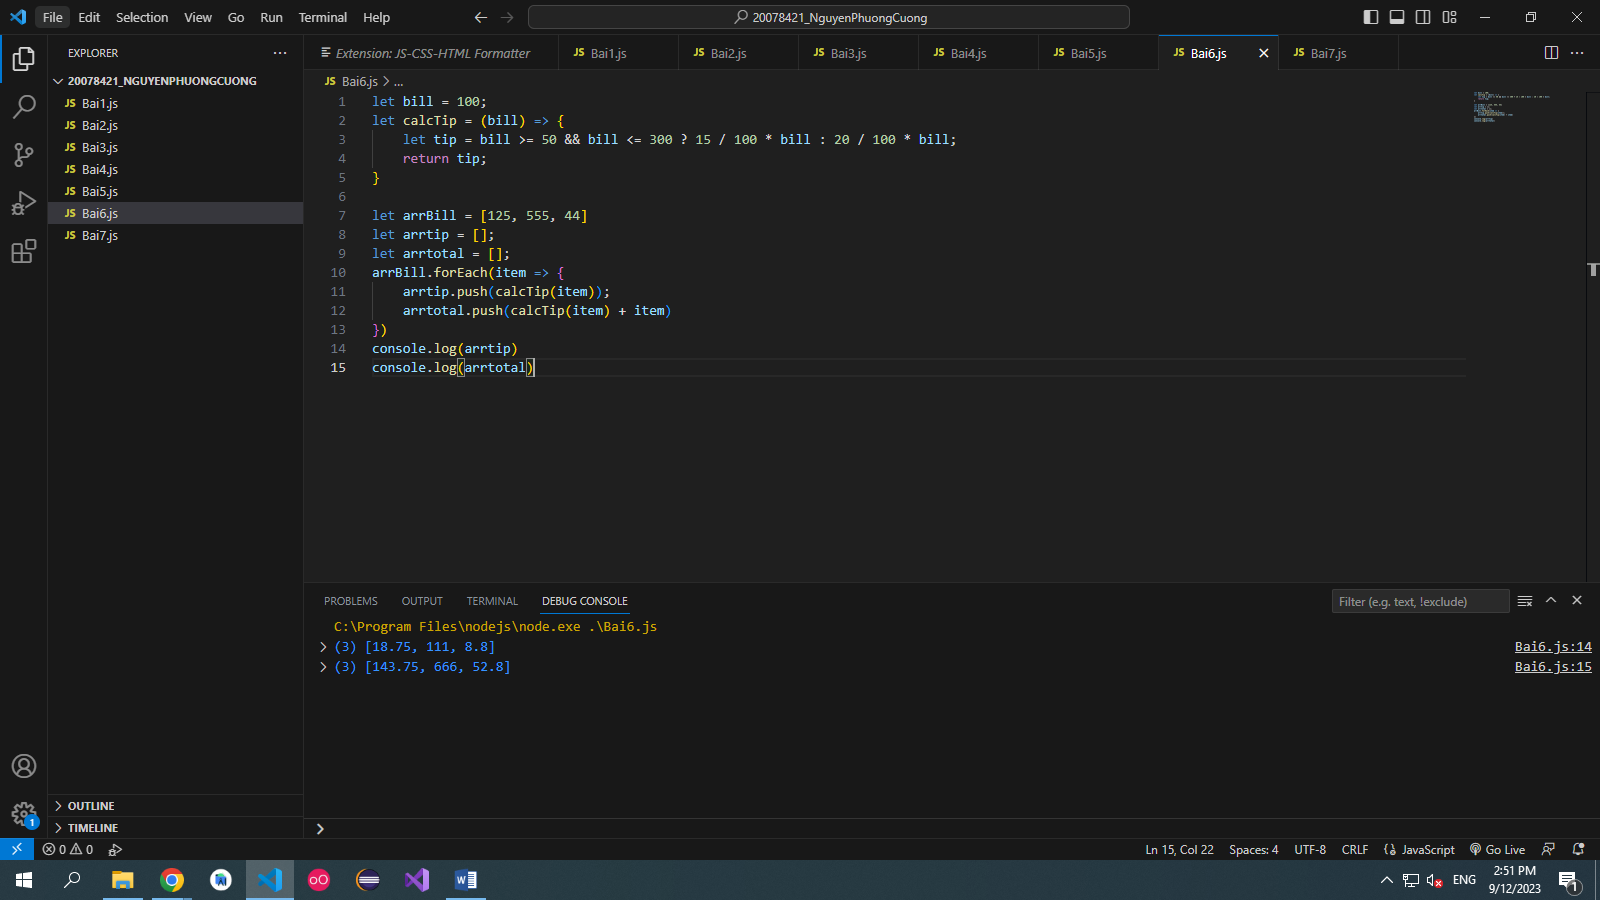 File Edit Selection View Go Run Terminal Help
20078421_NguyenPhuongCuong
EXPLORER
20078421_NGUYENPHUONGCUONG
JS Bai1.js
JS Bai2.js
JS Bai3.js
JS Bai4.js
JS Bai5.js
JS Bai6.js
JS Bai7.js
OUTLINE
TIMELINE
Extension: JS-CSS-HTML Formatter JS Bai1.js JS Bai2.js JS Bai3.js JS Bai4.js JS Bai5.js JS Bai6.js JS Bai7.js
JS Bai6.js > ...
1 let bill = 100;
2 let calcTip = (bill) => {
3 let tip = bill >= 50 && bill <= 300 ? 15 / 100 * bill : 20 / 100 * bill;
4 return tip;
5 }
6
7 let arrBill = [125, 555, 44]
8 let arrtip = [];
9 let arrtotal = [];
10 arrBill.forEach(item => {
11 arrtip.push(calcTip(item));
12 arrtotal.push(calcTip(item) + item)
13 })
14 console.log(arrtip)
15 console.log(arrtotal)
PROBLEMS OUTPUT TERMINAL DEBUG CONSOLE Filter (e.g. text, !exclude)
C:\Program Files\nodejs\node.exe .\Bai6.js
(3) [18.75, 111, 8.8] Bai6.js:14
(3) [143.75, 666, 52.8] Bai6.js:15
1
0 0 Ln 15, Col 22 Spaces: 4 UTF-8 CRLF JavaScript Go Live
ENG 2:51 PM
9/12/2023 1